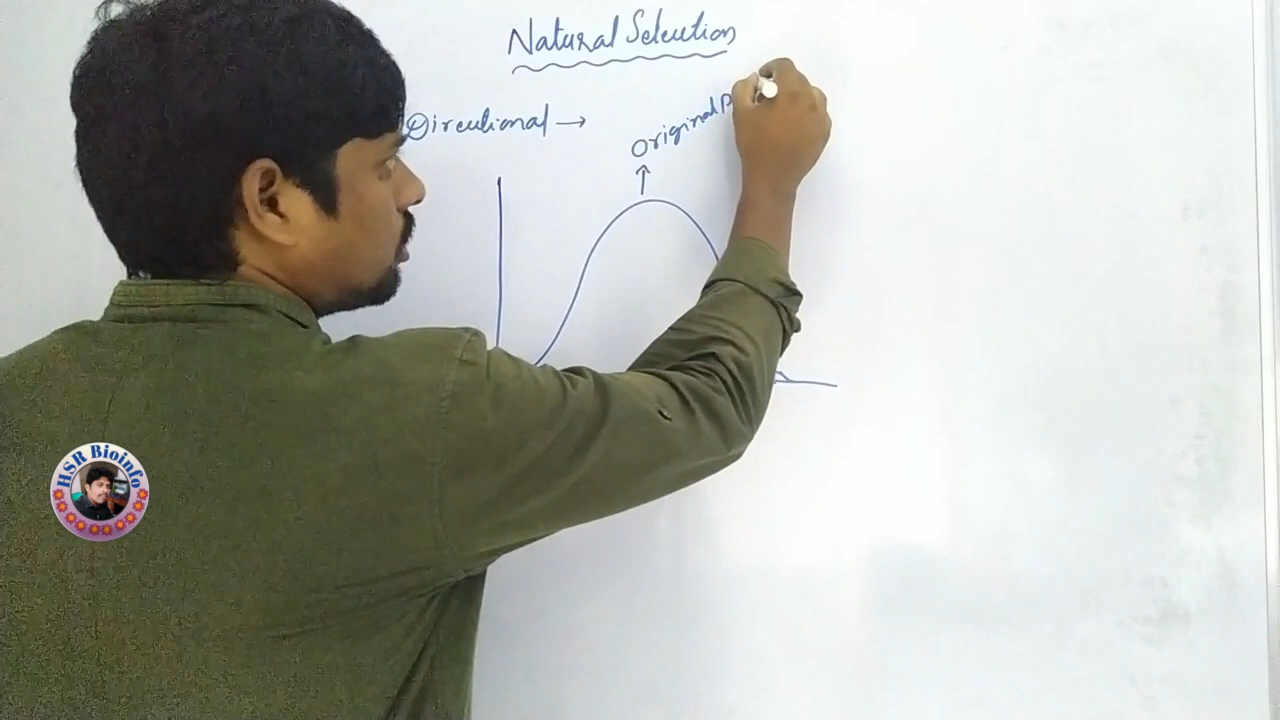 Natural Selection
Directional →
Original P
HSR Bioinfo